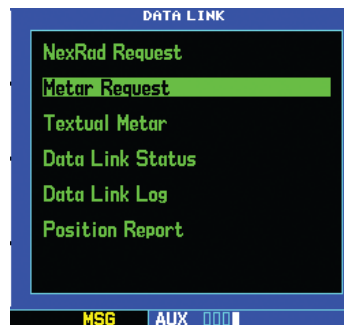 DATA LINK
NexRad Request
Metar Request
Textual Metar
Data Link Status
Data Link Log
Position Report
MSG AUX